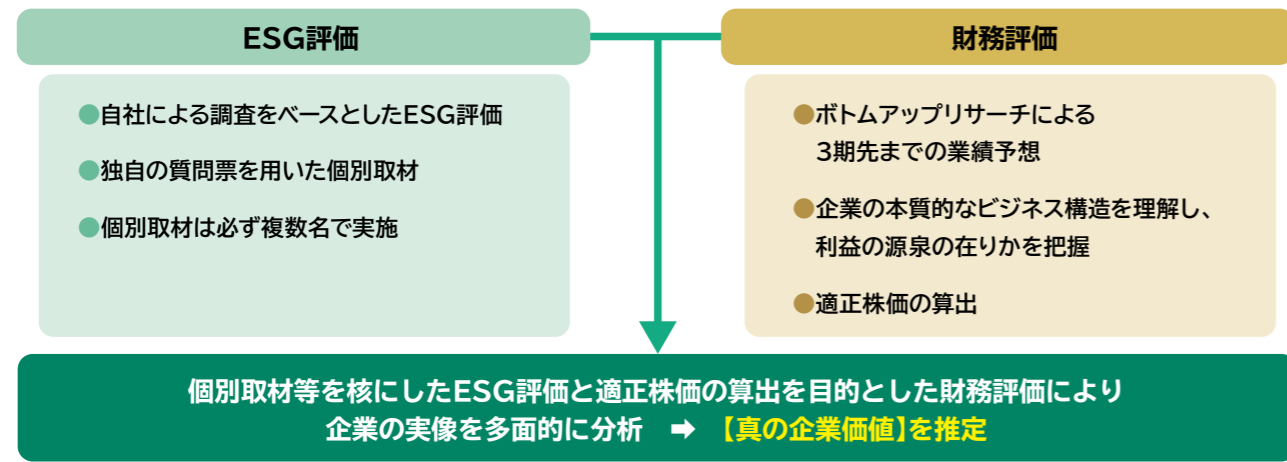 ESG評価
●自社による調査をベースとしたESG評価
●独自の質問票を用いた個別取材
●個別取材は必ず複数名で実施
財務評価
●ボトムアップリサーチによる
3期先までの業績予想
●企業の本質的なビジネス構造を理解し、
利益の源泉の在りかを把握
●適正株価の算出
個別取材等を核にしたESG評価と適正株価の算出を目的とした財務評価により
企業の実像を多面的に分析 ➡ 【真の企業価値】を推定